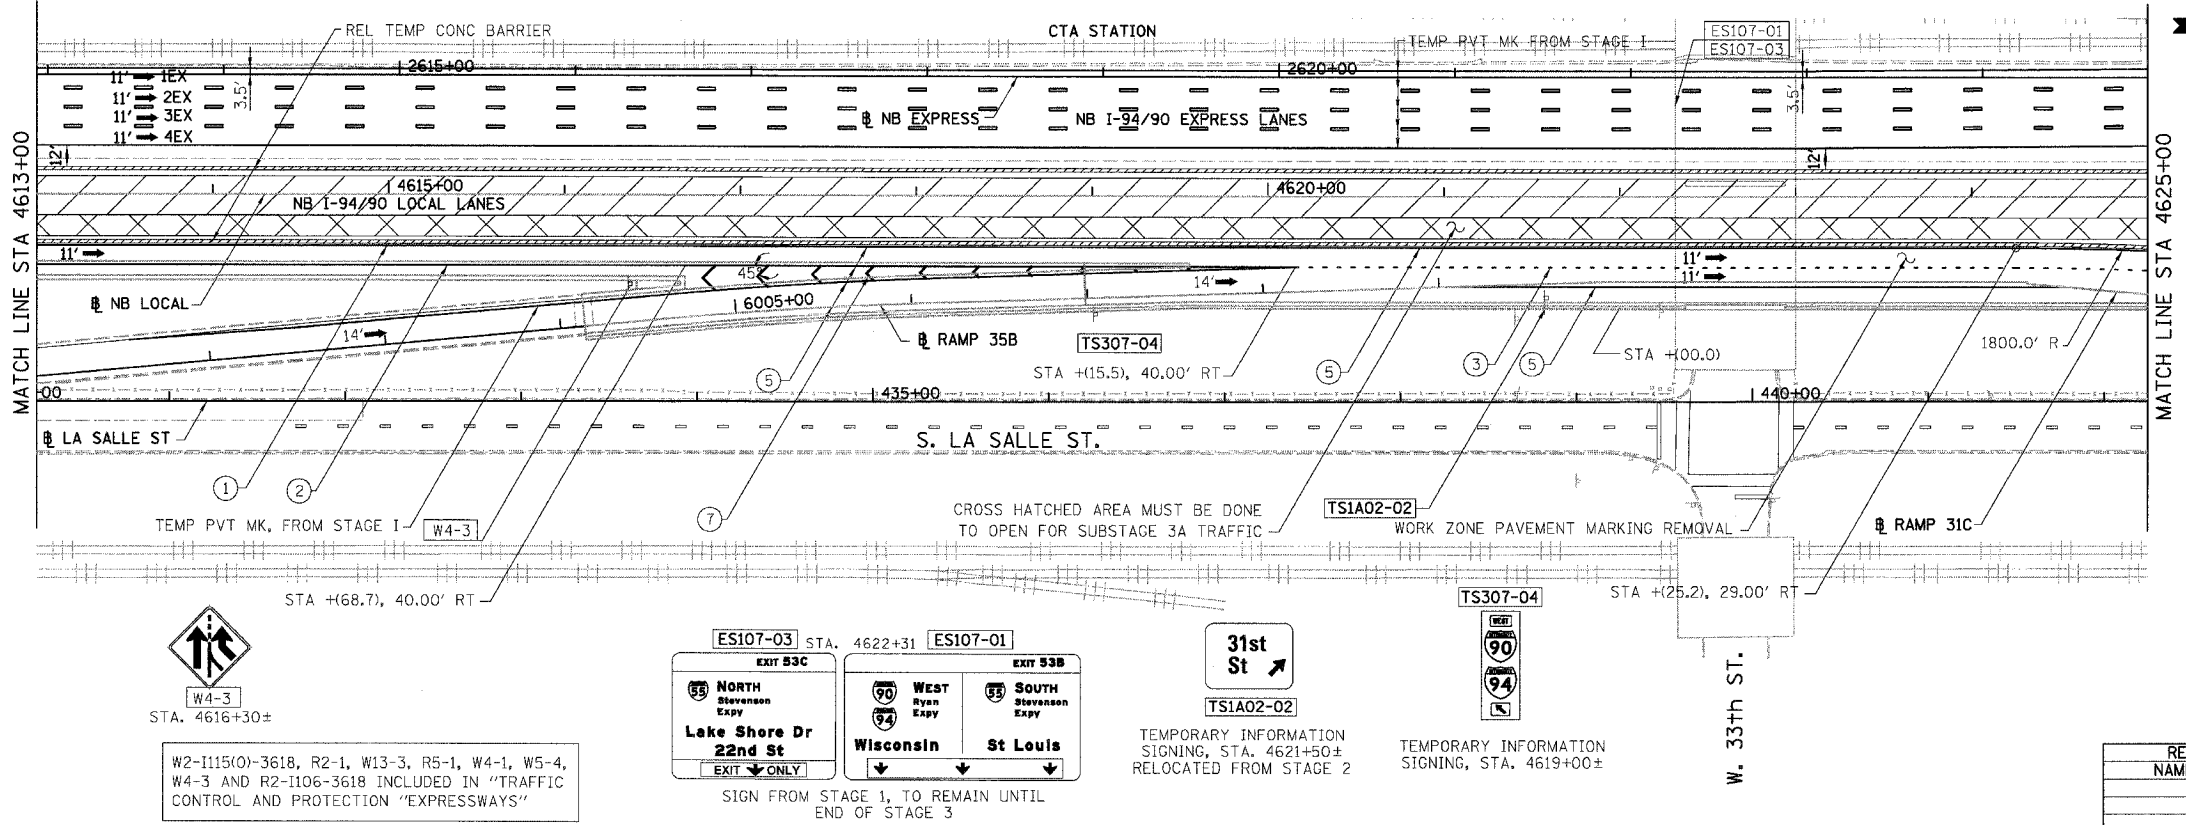 REL TEMP CONC BARRIER
CTA STATION
TEMP PVT MK FROM STAGE I
ES107-01
ES107-03
2615+00
2620+00
11' 1EX
11' 2EX
11' 3EX
11' 4EX
3.5'
3.5'
℄ NB EXPRESS
NB I-94/90 EXPRESS LANES
12'
12'
MATCH LINE STA 4613+00
MATCH LINE STA 4625+00
4615+00
4620+00
NB I-94/90 LOCAL LANES
11'
11'
11'
45°
14'
℄ NB LOCAL
6005+00
14'
℄ RAMP 35B
TS307-04
STA +(15.5), 40.00' RT
STA +(00.0)
1800.0' R
5
5
3
5
00
435+00
440+00
℄ LA SALLE ST
S. LA SALLE ST.
1
2
7
TEMP PVT MK, FROM STAGE I
W4-3
CROSS HATCHED AREA MUST BE DONE
TO OPEN FOR SUBSTAGE 3A TRAFFIC
TS1A02-02
WORK ZONE PAVEMENT MARKING REMOVAL
℄ RAMP 31C
STA +(68.7), 40.00' RT
STA +(25.2), 29.00' RT
W4-3
STA. 4616+30±
W2-I115(O)-3618, R2-1, W13-3, R5-1, W4-1, W5-4,
W4-3 AND R2-I106-3618 INCLUDED IN "TRAFFIC
CONTROL AND PROTECTION "EXPRESSWAYS"
ES107-03 STA. 4622+31 ES107-01
EXIT 53C
55 NORTH
Stevenson
Expy
Lake Shore Dr
22nd St
EXIT ONLY
EXIT 53B
90 WEST
94 Ryan
Expy
Wisconsin
55 SOUTH
Stevenson
Expy
St Louis
SIGN FROM STAGE 1, TO REMAIN UNTIL
END OF STAGE 3
31st
St
TS1A02-02
TEMPORARY INFORMATION
SIGNING, STA. 4621+50±
RELOCATED FROM STAGE 2
TS307-04
WEST
90
94
TEMPORARY INFORMATION
SIGNING, STA. 4619+00±
W. 33th ST.
RE
NAM